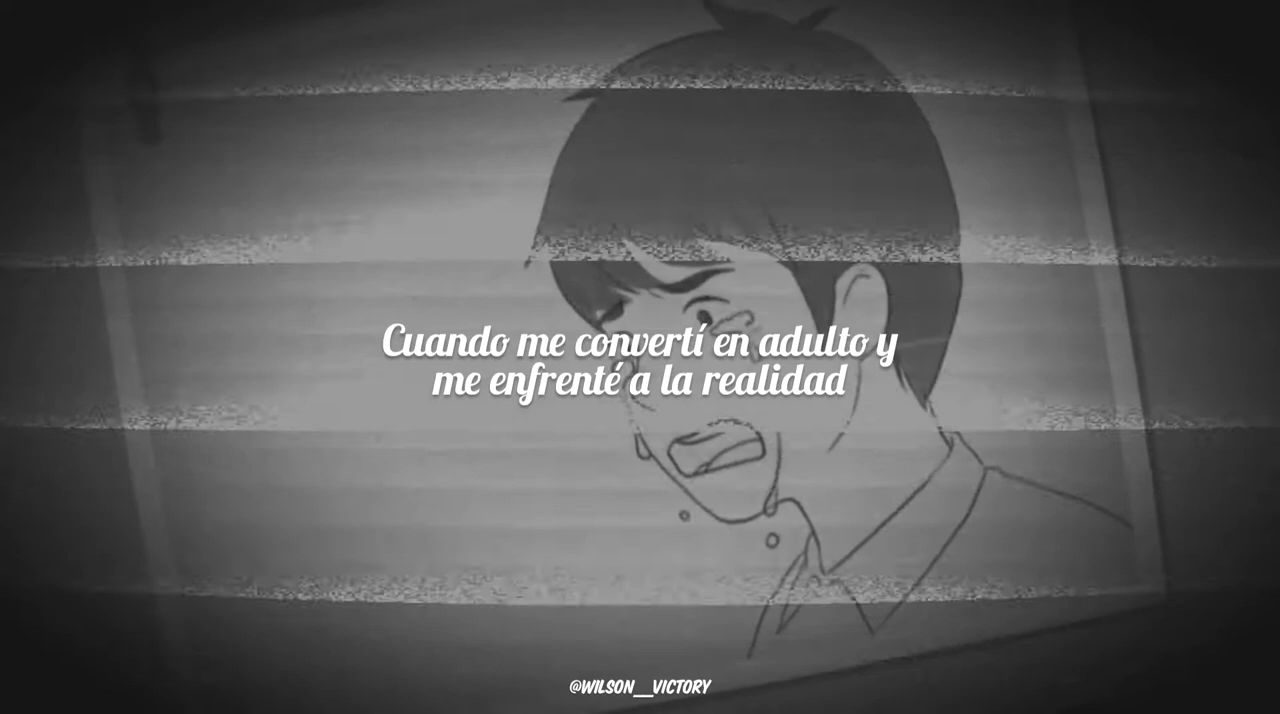 Cuando me convertí en adulto y
me enfrenté a la realidad
@WILSON__VICTORY